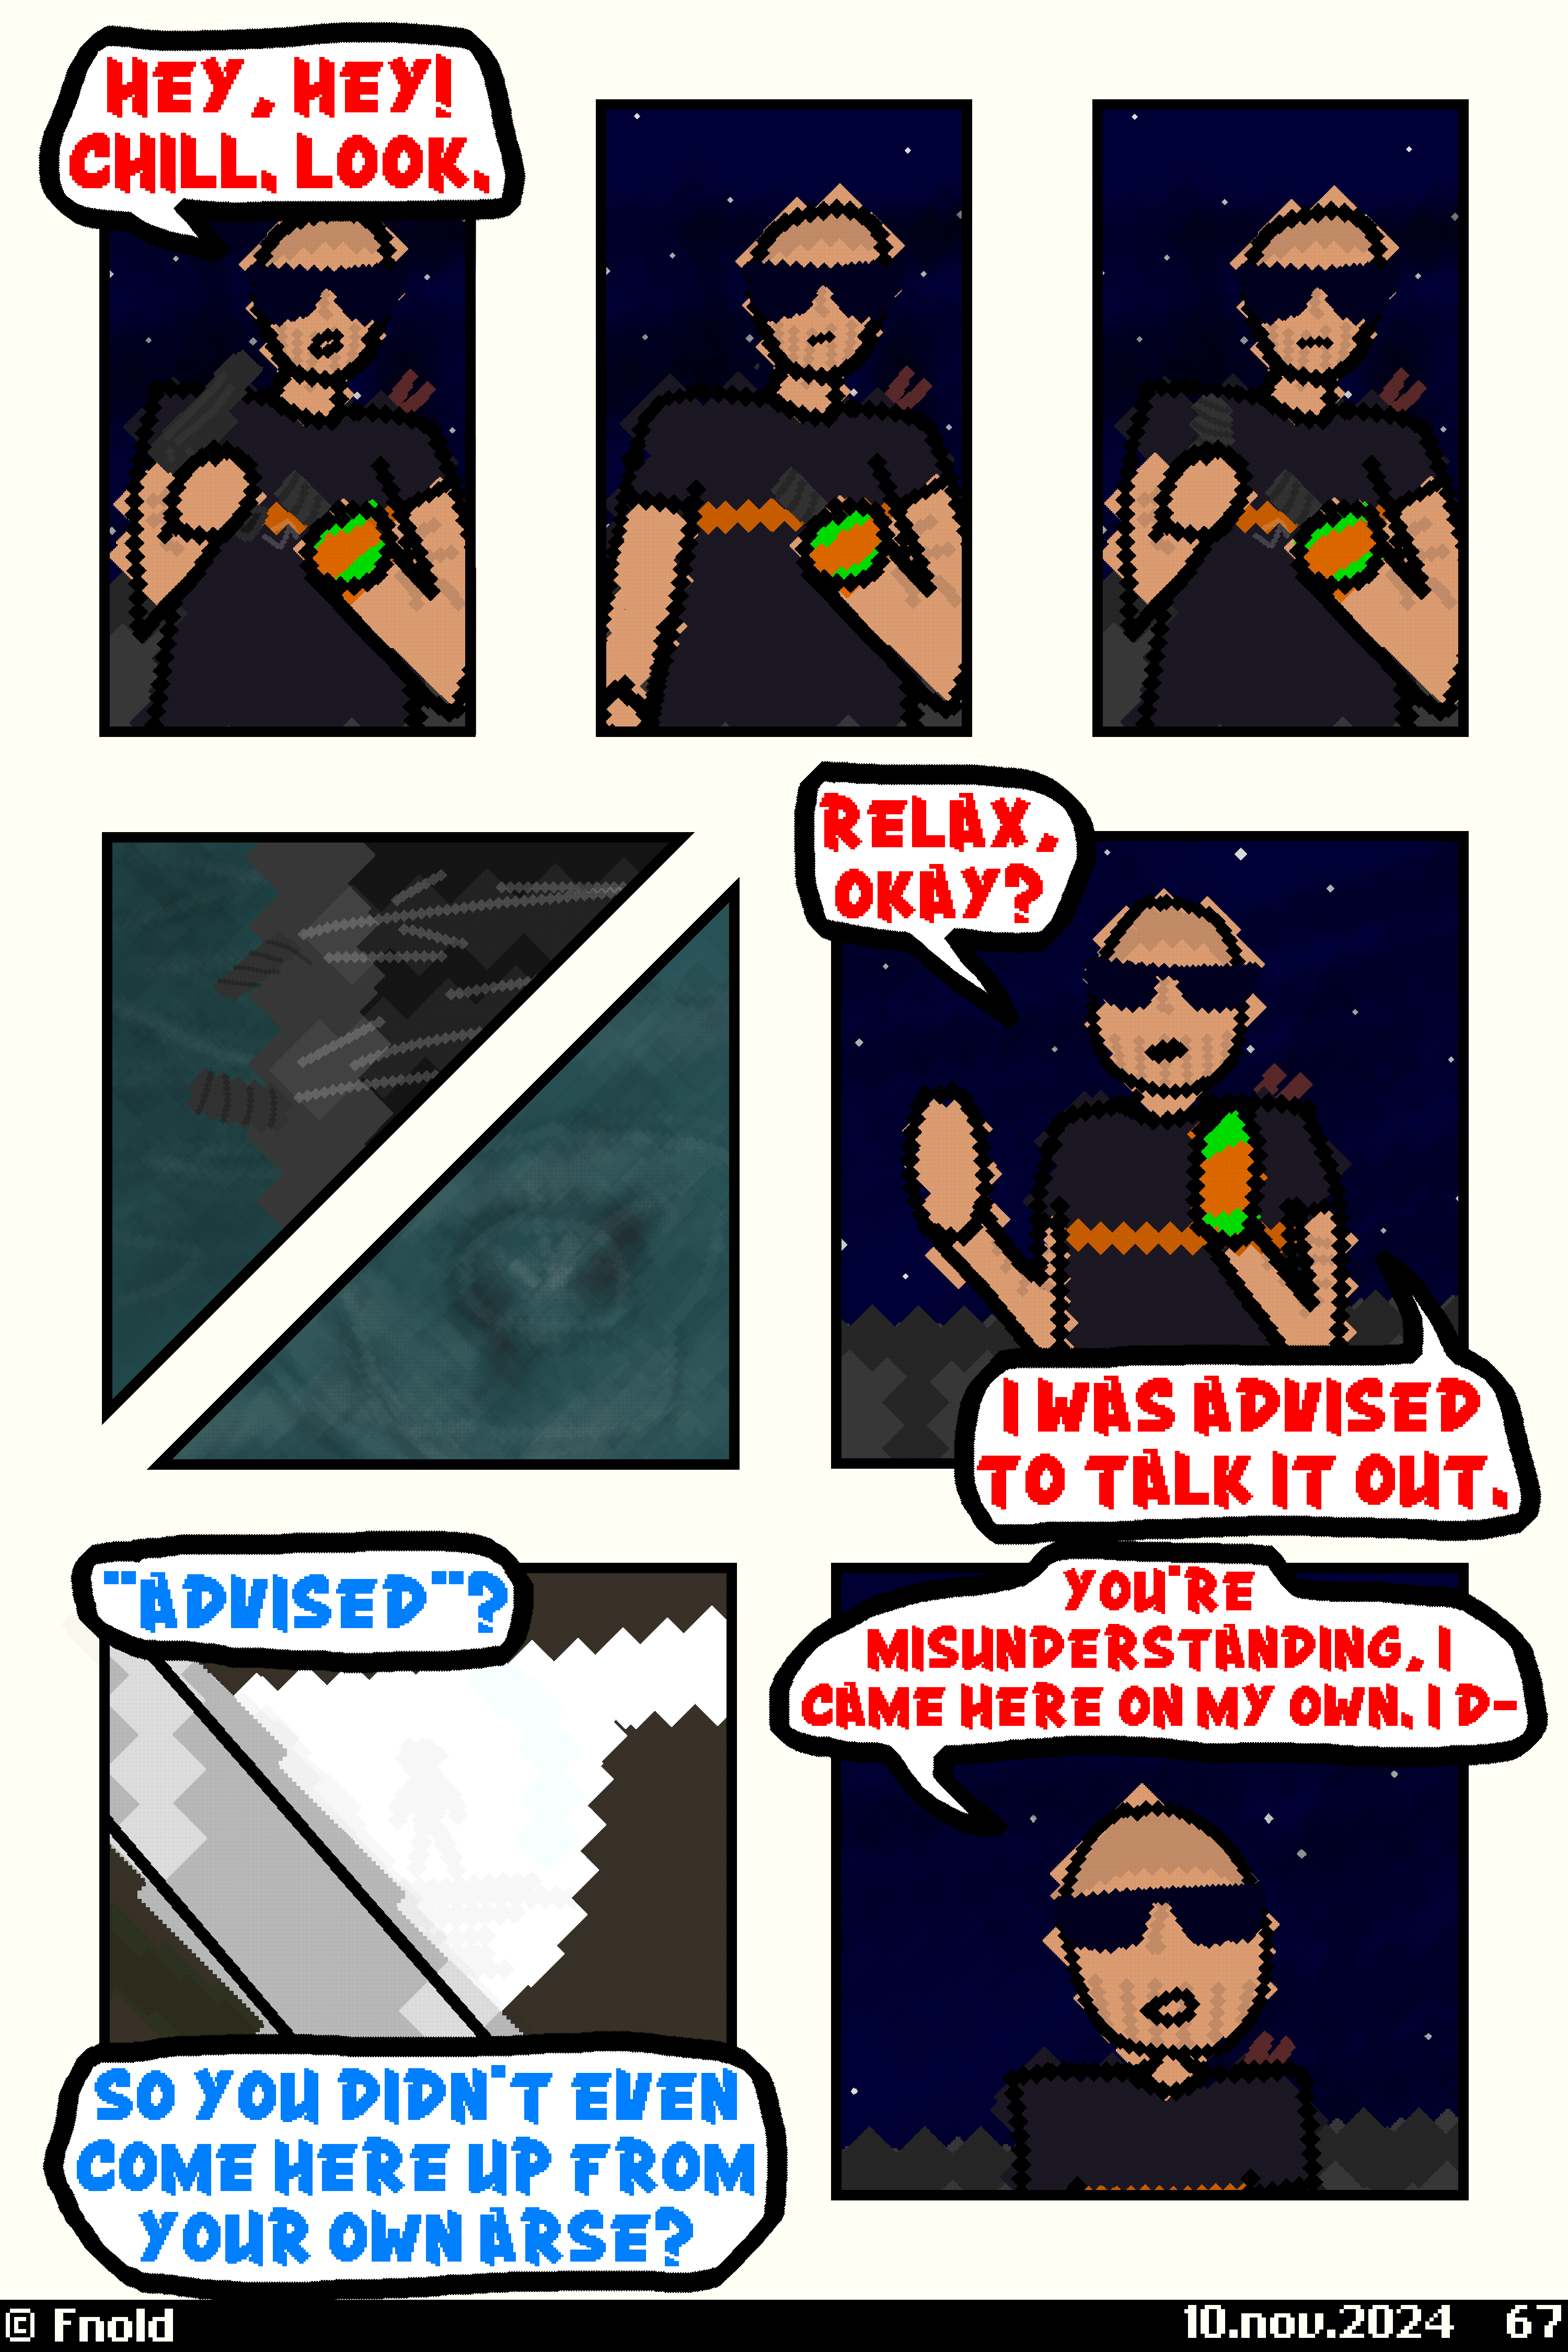 HEY, HEY!
CHILL. LOOK.
RELAX,
OKAY?
I WAS ADVISED
TO TALK IT OUT.
"ADVISED"?
SO YOU DIDN'T EVEN
COME HERE UP FROM
YOUR OWN ARSE?
YOU'RE
MISUNDERSTANDING, I
CAME HERE ON MY OWN. I D-
© Fnold
10.nov.2024 67